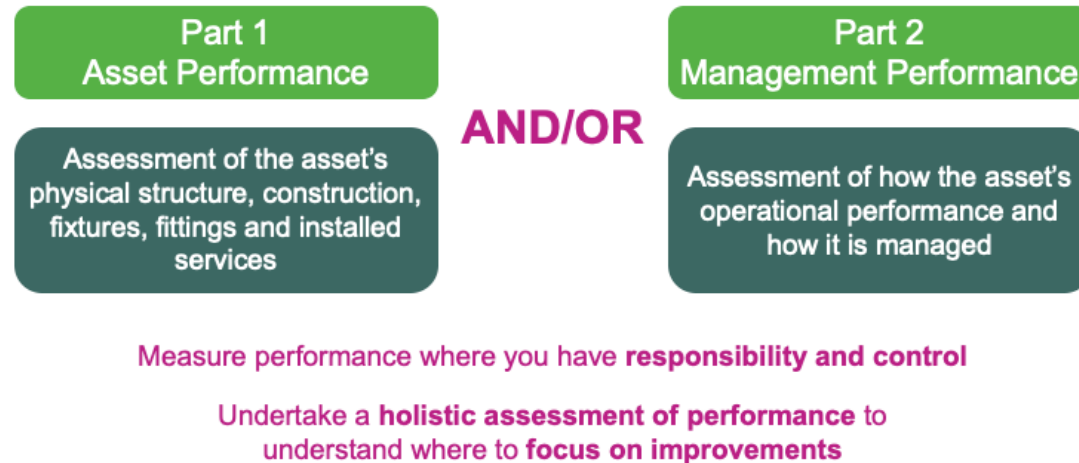 Part 1
Asset Performance
Part 2
Management Performance
AND/OR
Assessment of the asset's
physical structure, construction,
fixtures, fittings and installed
services
Assessment of how the asset's
operational performance and
how it is managed
Measure performance where you have responsibility and control
Undertake a holistic assessment of performance to
understand where to focus on improvements